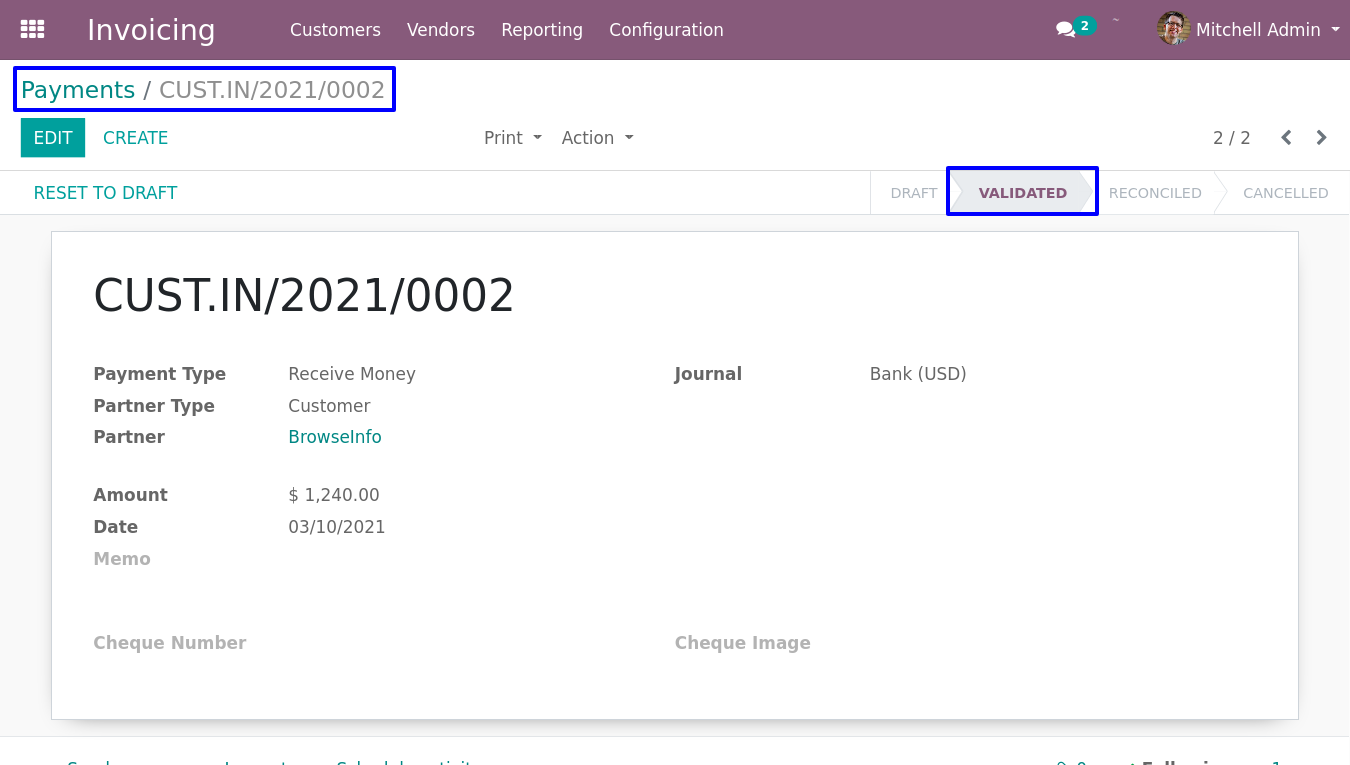 Invoicing Customers Vendors Reporting Configuration 2 Mitchell Admin
Payments / CUST.IN/2021/0002
EDIT CREATE Print Action 2 / 2
RESET TO DRAFT DRAFT VALIDATED RECONCILED CANCELLED
CUST.IN/2021/0002
Payment Type Receive Money Journal Bank (USD)
Partner Type Customer
Partner BrowseInfo
Amount $ 1,240.00
Date 03/10/2021
Memo
Cheque Number Cheque Image